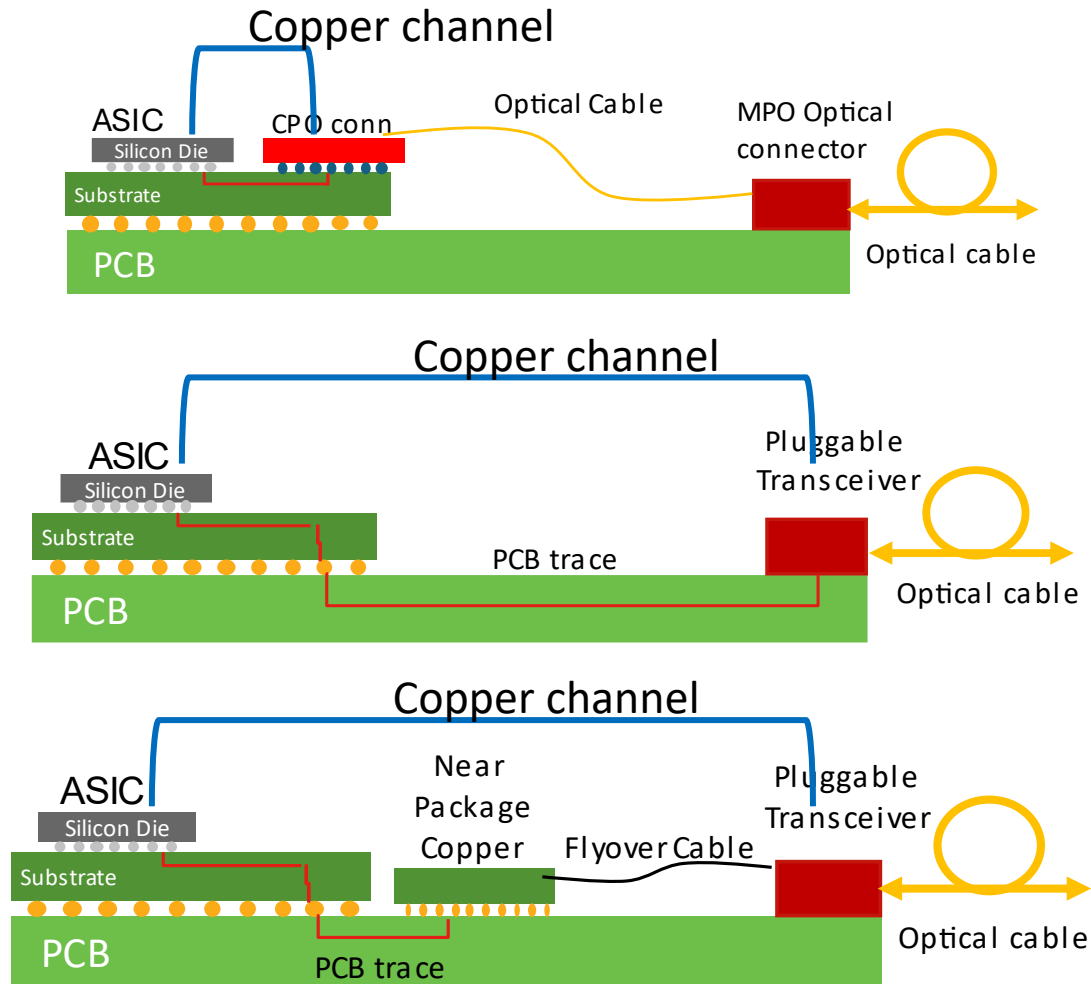 Copper channel
Optical Cable
MPO Optical
connector
ASIC
CPO conn
Silicon Die
Substrate
PCB
Optical cable
Copper channel
ASIC
Pluggable
Transceiver
Silicon Die
Substrate
PCB trace
PCB
Optical cable
Copper channel
ASIC
Near
Package
Copper
Pluggable
Transceiver
Silicon Die
Flyover Cable
Substrate
PCB
PCB trace
Optical cable